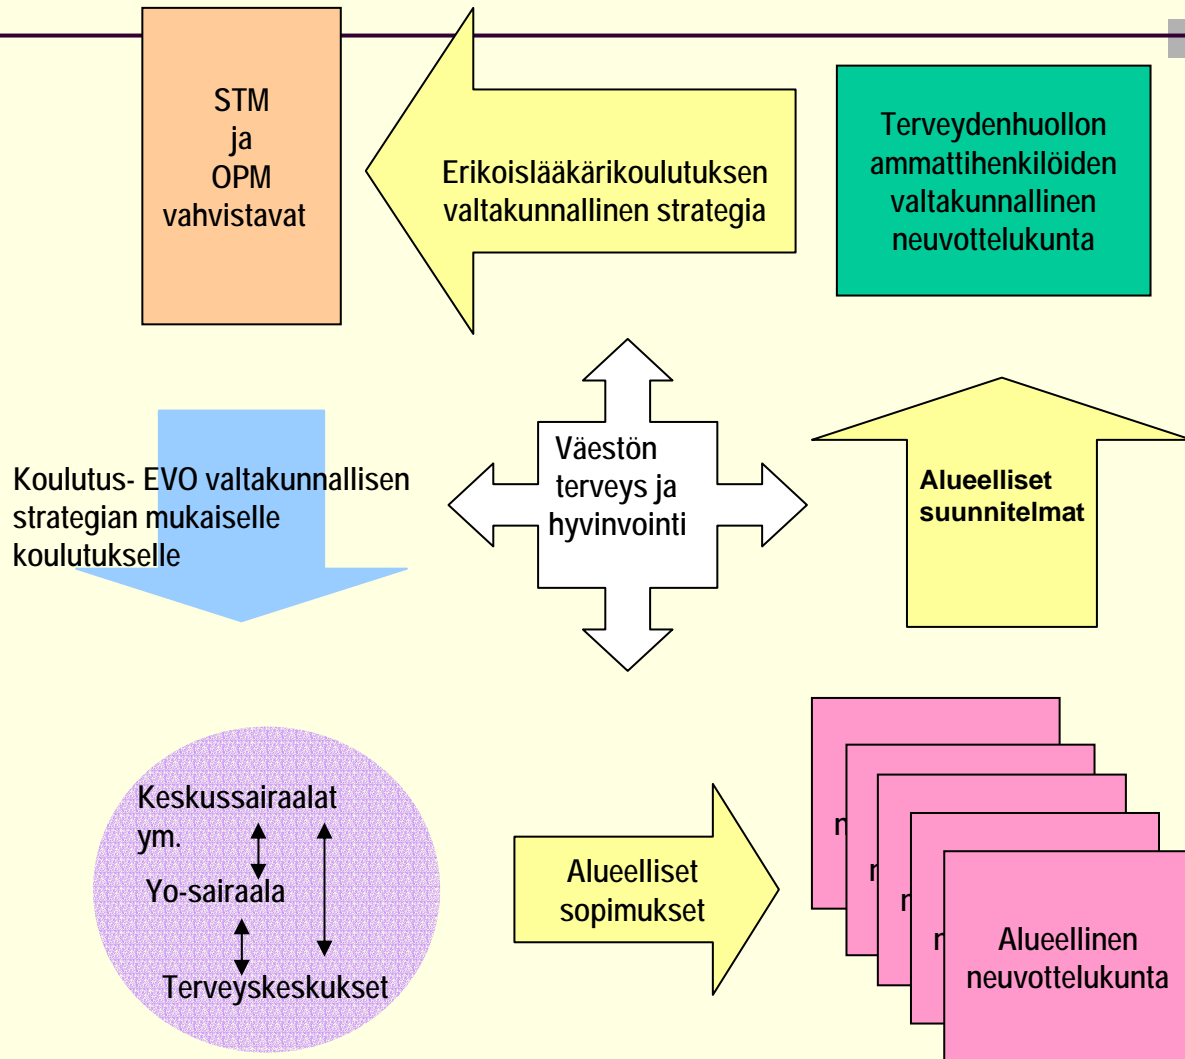 STM
ja
OPM
vahvistavat
Erikoislääkärikoulutuksen
valtakunnallinen strategia
Terveydenhuollon
ammattihenkilöiden
valtakunnallinen
neuvottelukunta
Koulutus- EVO valtakunnallisen
strategian mukaiselle
koulutukselle
Väestön
terveys ja
hyvinvointi
Alueelliset
suunnitelmat
Keskussairaalat
ym.
Yo-sairaala
Terveyskeskukset
Alueelliset
sopimukset
Alueellinen
neuvottelukunta